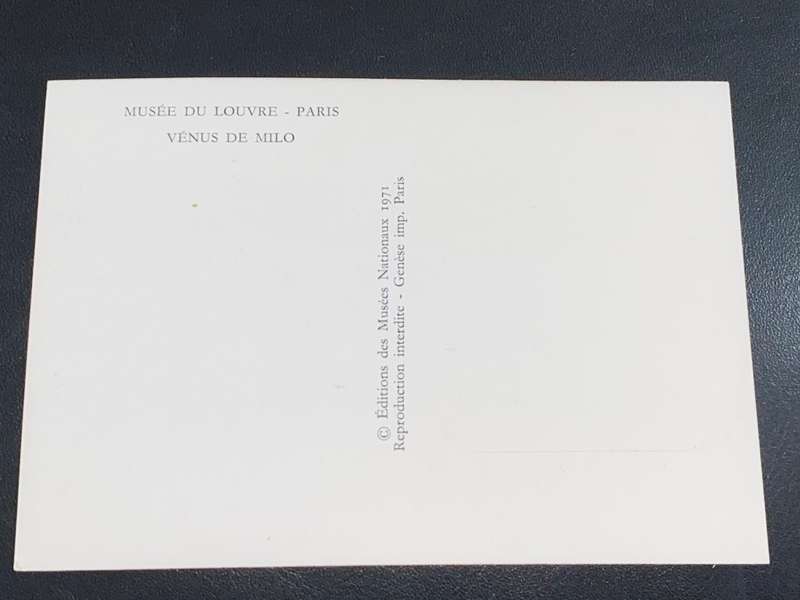 MUSÉE DU LOUVRE - PARIS
VÉNUS DE MILO
© Éditions des Musées Nationaux 1971
Reproduction interdite - Genèse imp. Paris